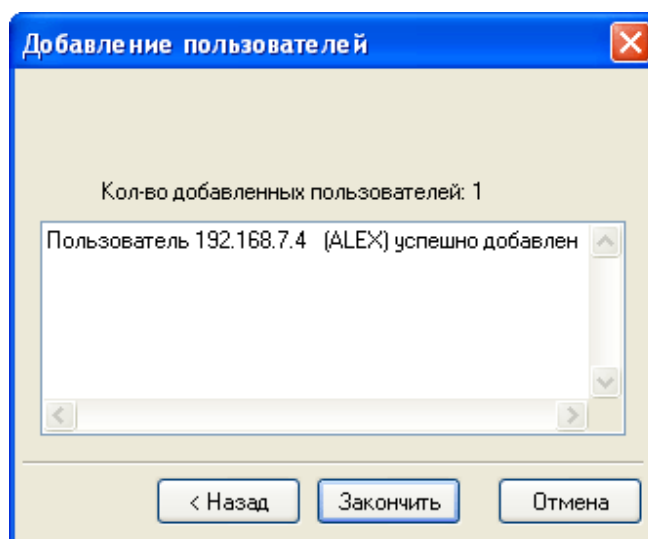 Добавление пользователей
Кол-во добавленных пользователей: 1
Пользователь 192.168.7.4 (ALEX) успешно добавлен
< Назад
Закончить
Отмена